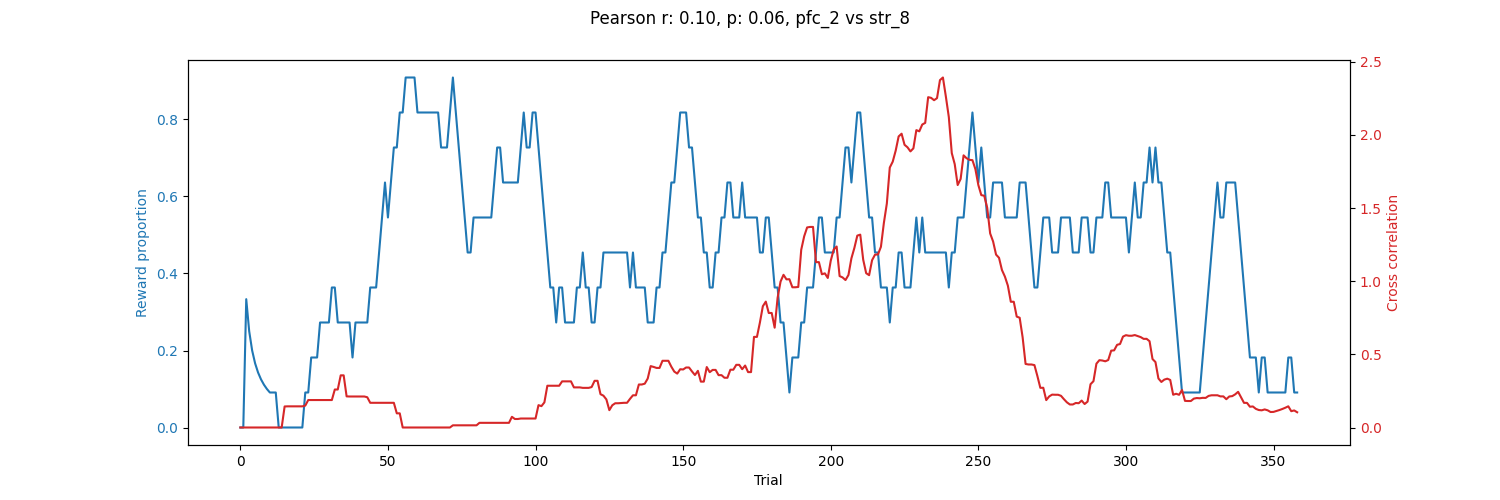 Pearson r: 0.10, p: 0.06, pfc_2 vs str_8
Reward proportion
0.8
0.6
0.4
0.2
0.0
2.5
2.0
1.5
1.0
0.5
0.0
Cross correlation
0 50 100 150 200 250 300 350
Trial